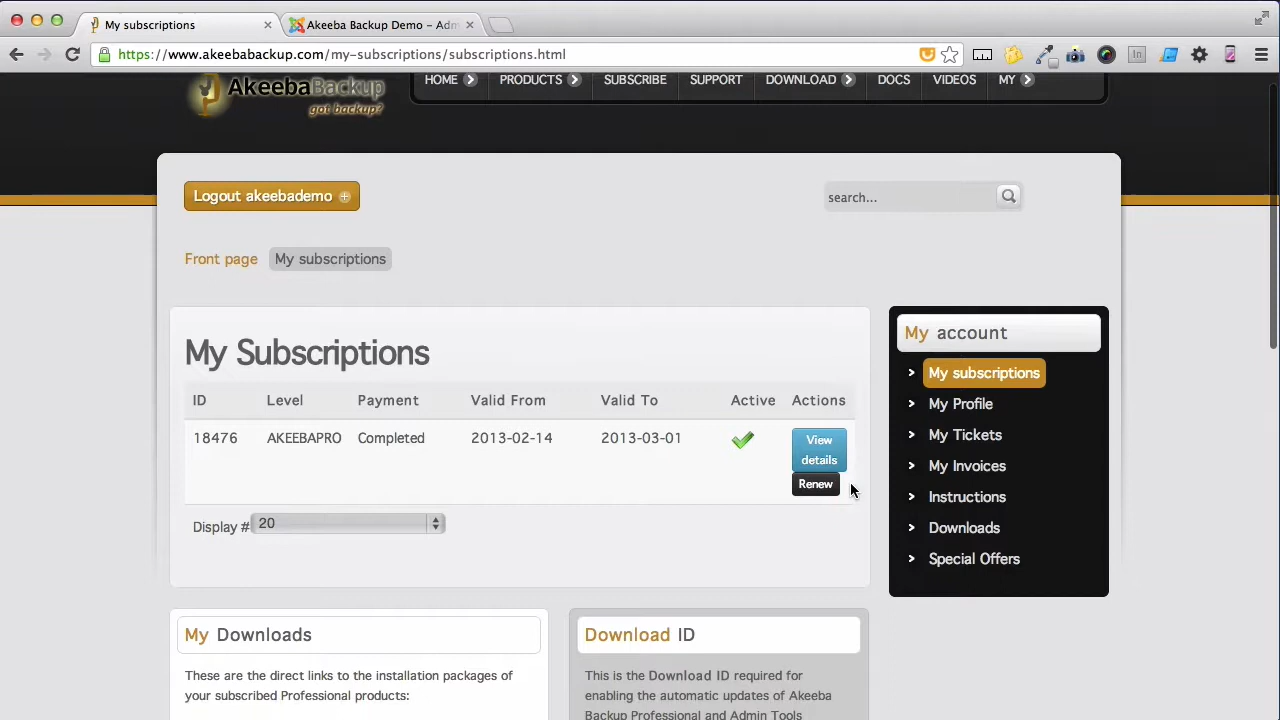 My subscriptions
Akeeba Backup Demo – Adm
https://www.akeebabackup.com/my-subscriptions/subscriptions.html
AkeebaBackup
got backup?
HOME PRODUCTS SUBSCRIBE SUPPORT DOWNLOAD DOCS VIDEOS MY
Logout akeebademo
search...
Front page My subscriptions
My Subscriptions
ID Level Payment Valid From Valid To Active Actions
18476 AKEEBAPRO Completed 2013-02-14 2013-03-01
View
details
Renew
Display # 20
My account
My subscriptions
My Profile
My Tickets
My Invoices
Instructions
Downloads
Special Offers
My Downloads
These are the direct links to the installation packages of
your subscribed Professional products:
Download ID
This is the Download ID required for
enabling the automatic updates of Akeeba
Backup Professional and Admin Tools